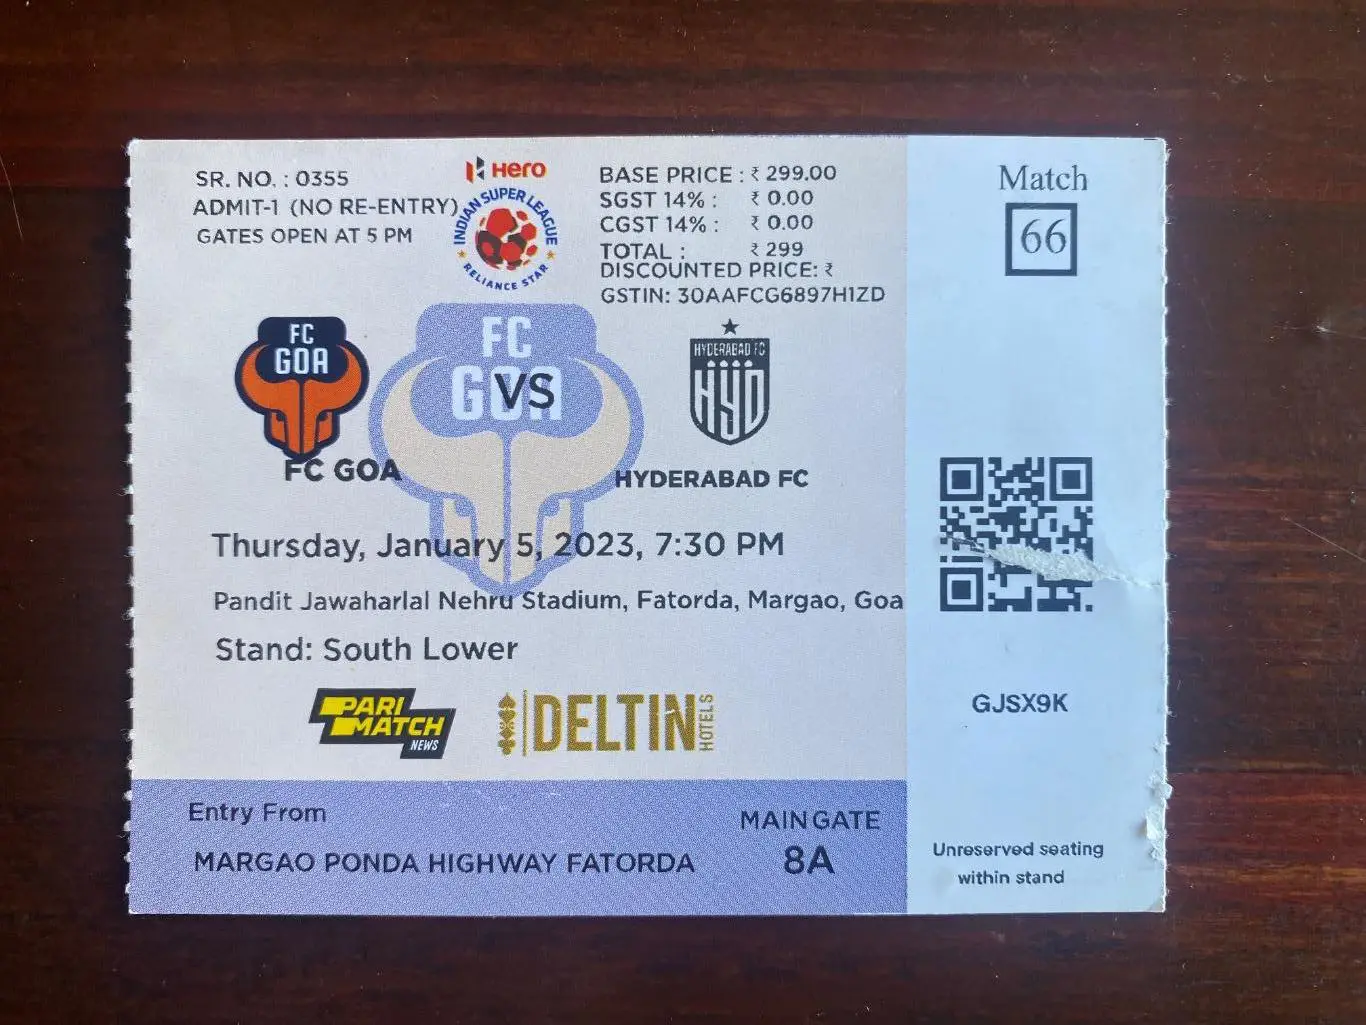 SR. NO. : 0355
ADMIT-1 (NO RE-ENTRY)
GATES OPEN AT 5 PM
Hero
INDIAN SUPER LEAGUE
RELIANCE STAR
BASE PRICE : ₹ 299.00
SGST 14% : ₹ 0.00
CGST 14% : ₹ 0.00
TOTAL : ₹ 299
DISCOUNTED PRICE: ₹
GSTIN: 30AAFCG6897H1ZD
Match
66
FC
GOA
FC
GOA
VS
HYDERABAD FC
HYD
FC GOA
HYDERABAD FC
Thursday, January 5, 2023, 7:30 PM
Pandit Jawaharlal Nehru Stadium, Fatorda, Margao, Goa
Stand: South Lower
PARI
MATCH
NEWS
DELTIN
HOTELS
GJSX9K
Entry From
MARGAO PONDA HIGHWAY FATORDA
MAIN GATE
8A
Unreserved seating
within stand